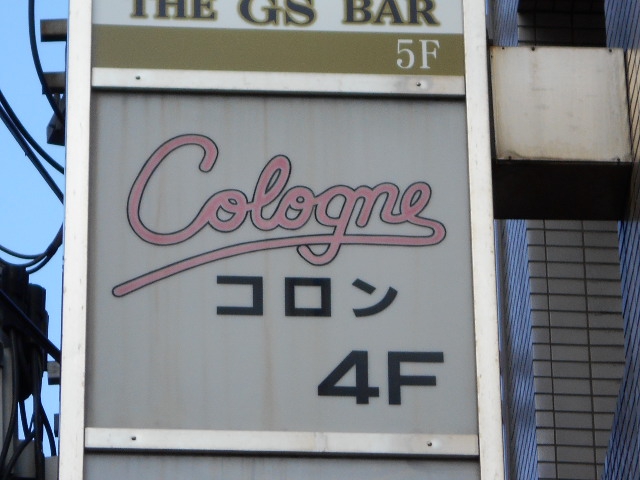 THE GS BAR
5F
Cologne
コロン
4F